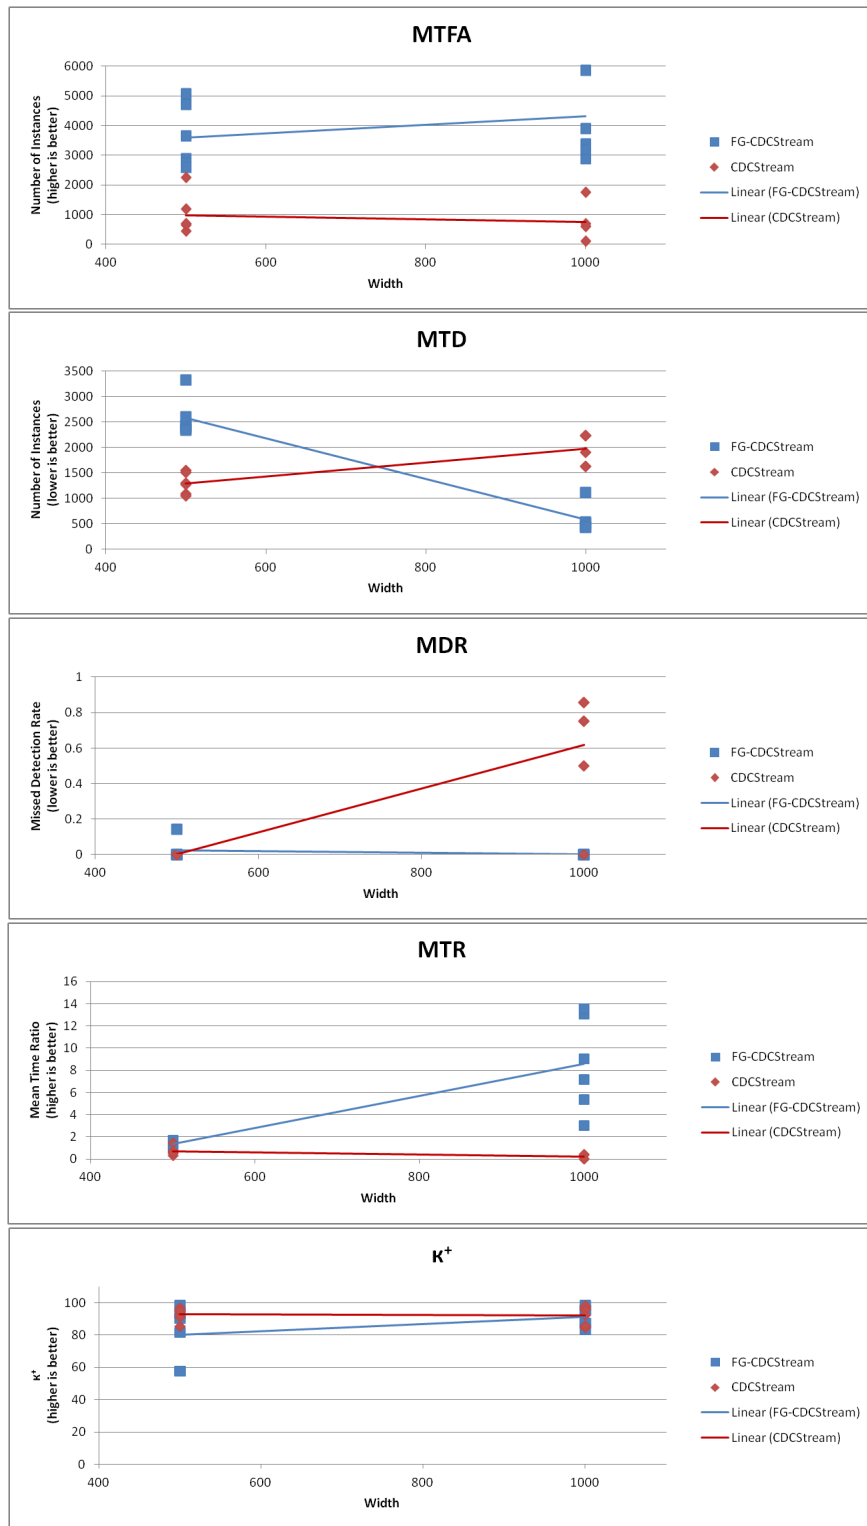 MTFA
Number of Instances
(higher is better)
6000
5000
4000
3000
2000
1000
0
400
600
800
1000
Width
FG-CDCStream
CDCStream
Linear (FG-CDCStream)
Linear (CDCStream)
MTD
Number of Instances
(lower is better)
3500
3000
2500
2000
1500
1000
500
0
400
600
800
1000
Width
FG-CDCStream
CDCStream
Linear (FG-CDCStream)
Linear (CDCStream)
MDR
Missed Detection Rate
(lower is better)
1
0.8
0.6
0.4
0.2
0
400
600
800
1000
Width
FG-CDCStream
CDCStream
Linear (FG-CDCStream)
Linear (CDCStream)
MTR
Mean Time Ratio
(higher is better)
16
14
12
10
8
6
4
2
0
400
600
800
1000
Width
FG-CDCStream
CDCStream
Linear (FG-CDCStream)
Linear (CDCStream)
κ⁺
κ⁺
(higher is better)
100
80
60
40
20
0
400
600
800
1000
Width
FG-CDCStream
CDCStream
Linear (FG-CDCStream)
Linear (CDCStream)